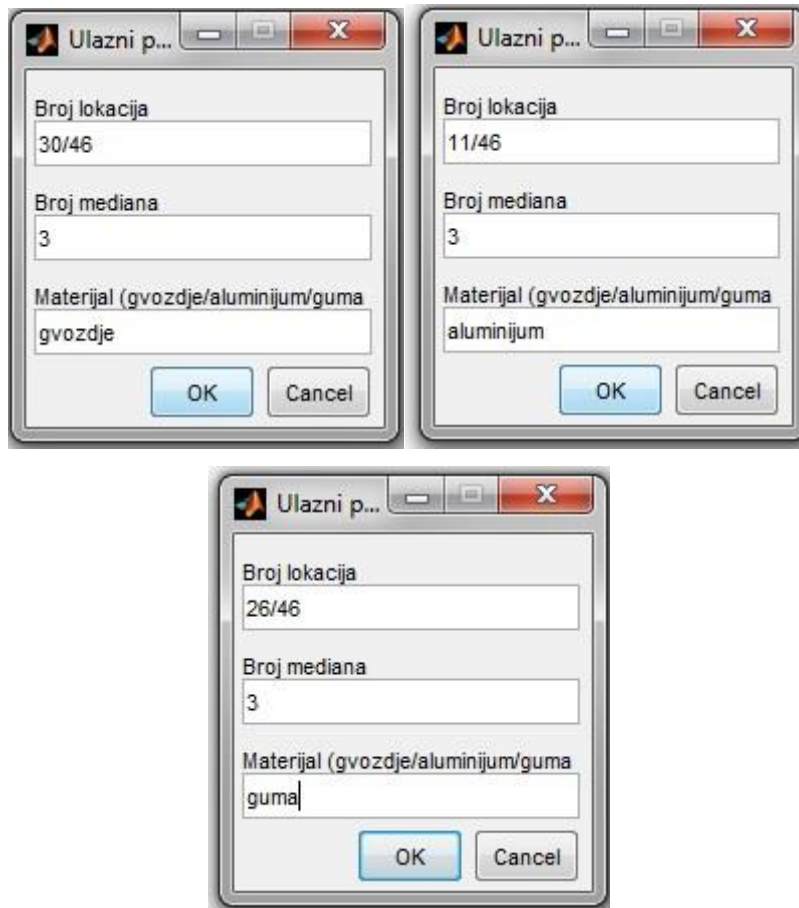 Ulazni p...
Broj lokacija
30/46
Broj mediana
3
Materijal (gvozdje/aluminijum/guma
gvozdje
OK Cancel
Ulazni p...
Broj lokacija
11/46
Broj mediana
3
Materijal (gvozdje/aluminijum/guma
aluminijum
OK Cancel
Ulazni p...
Broj lokacija
26/46
Broj mediana
3
Materijal (gvozdje/aluminijum/guma
guma
OK Cancel